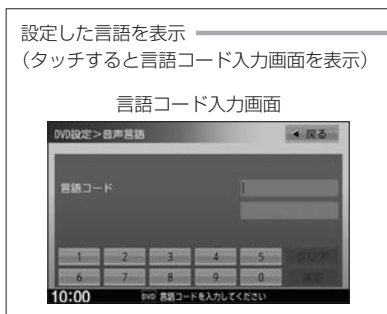 設定した言語を表示
（タッチすると言語コード入力画面を表示）
言語コード入力画面
DVD設定＞音声言語
◀ 戻る
言語コード
1 2 3 4 5 クリア
6 7 8 9 0 決定
10:00 DVD 言語コードを入力してください